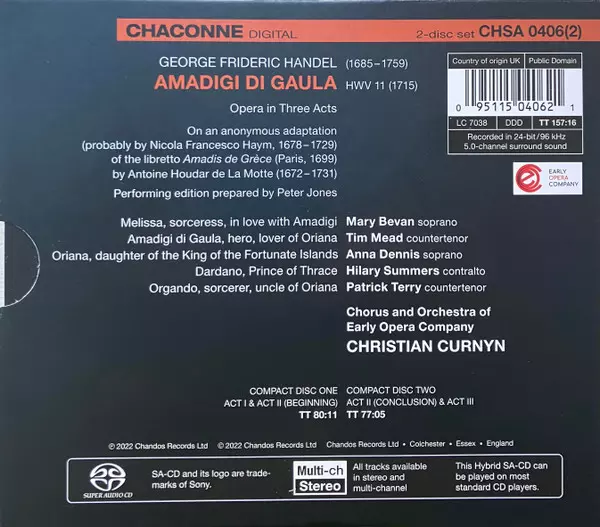 CHACONNE DIGITAL
2-disc set CHSA 0406(2)
GEORGE FRIDERIC HANDEL (1685–1759)
AMADIGI DI GAULA HWV 11 (1715)
Opera in Three Acts
On an anonymous adaptation
(probably by Nicola Francesco Haym, 1678–1729)
of the libretto Amadis de Grèce (Paris, 1699)
by Antoine Houdar de La Motte (1672–1731)
Performing edition prepared by Peter Jones
Country of origin UK Public Domain
0 95115 04062 1
LC 7038 DDD TT 157:16
Recorded in 24-bit/96 kHz
5.0-channel surround sound
EARLY
OPERA
COMPANY
Melissa, sorceress, in love with Amadigi Mary Bevan soprano
Amadigi di Gaula, hero, lover of Oriana Tim Mead countertenor
Oriana, daughter of the King of the Fortunate Islands Anna Dennis soprano
Dardano, Prince of Thrace Hilary Summers contralto
Orgando, sorcerer, uncle of Oriana Patrick Terry countertenor
Chorus and Orchestra of
Early Opera Company
CHRISTIAN CURNYN
COMPACT DISC ONE
ACT I & ACT II (BEGINNING)
TT 80:11
COMPACT DISC TWO
ACT II (CONCLUSION) & ACT III
TT 77:05
℗ 2022 Chandos Records Ltd © 2022 Chandos Records Ltd Chandos Records Ltd • Colchester • Essex • England
SUPER AUDIO CD
SA-CD and its logo are trade-
marks of Sony.
Multi-ch
Stereo
All tracks available
in stereo and
multi-channel
This Hybrid SA-CD can
be played on most
standard CD players.